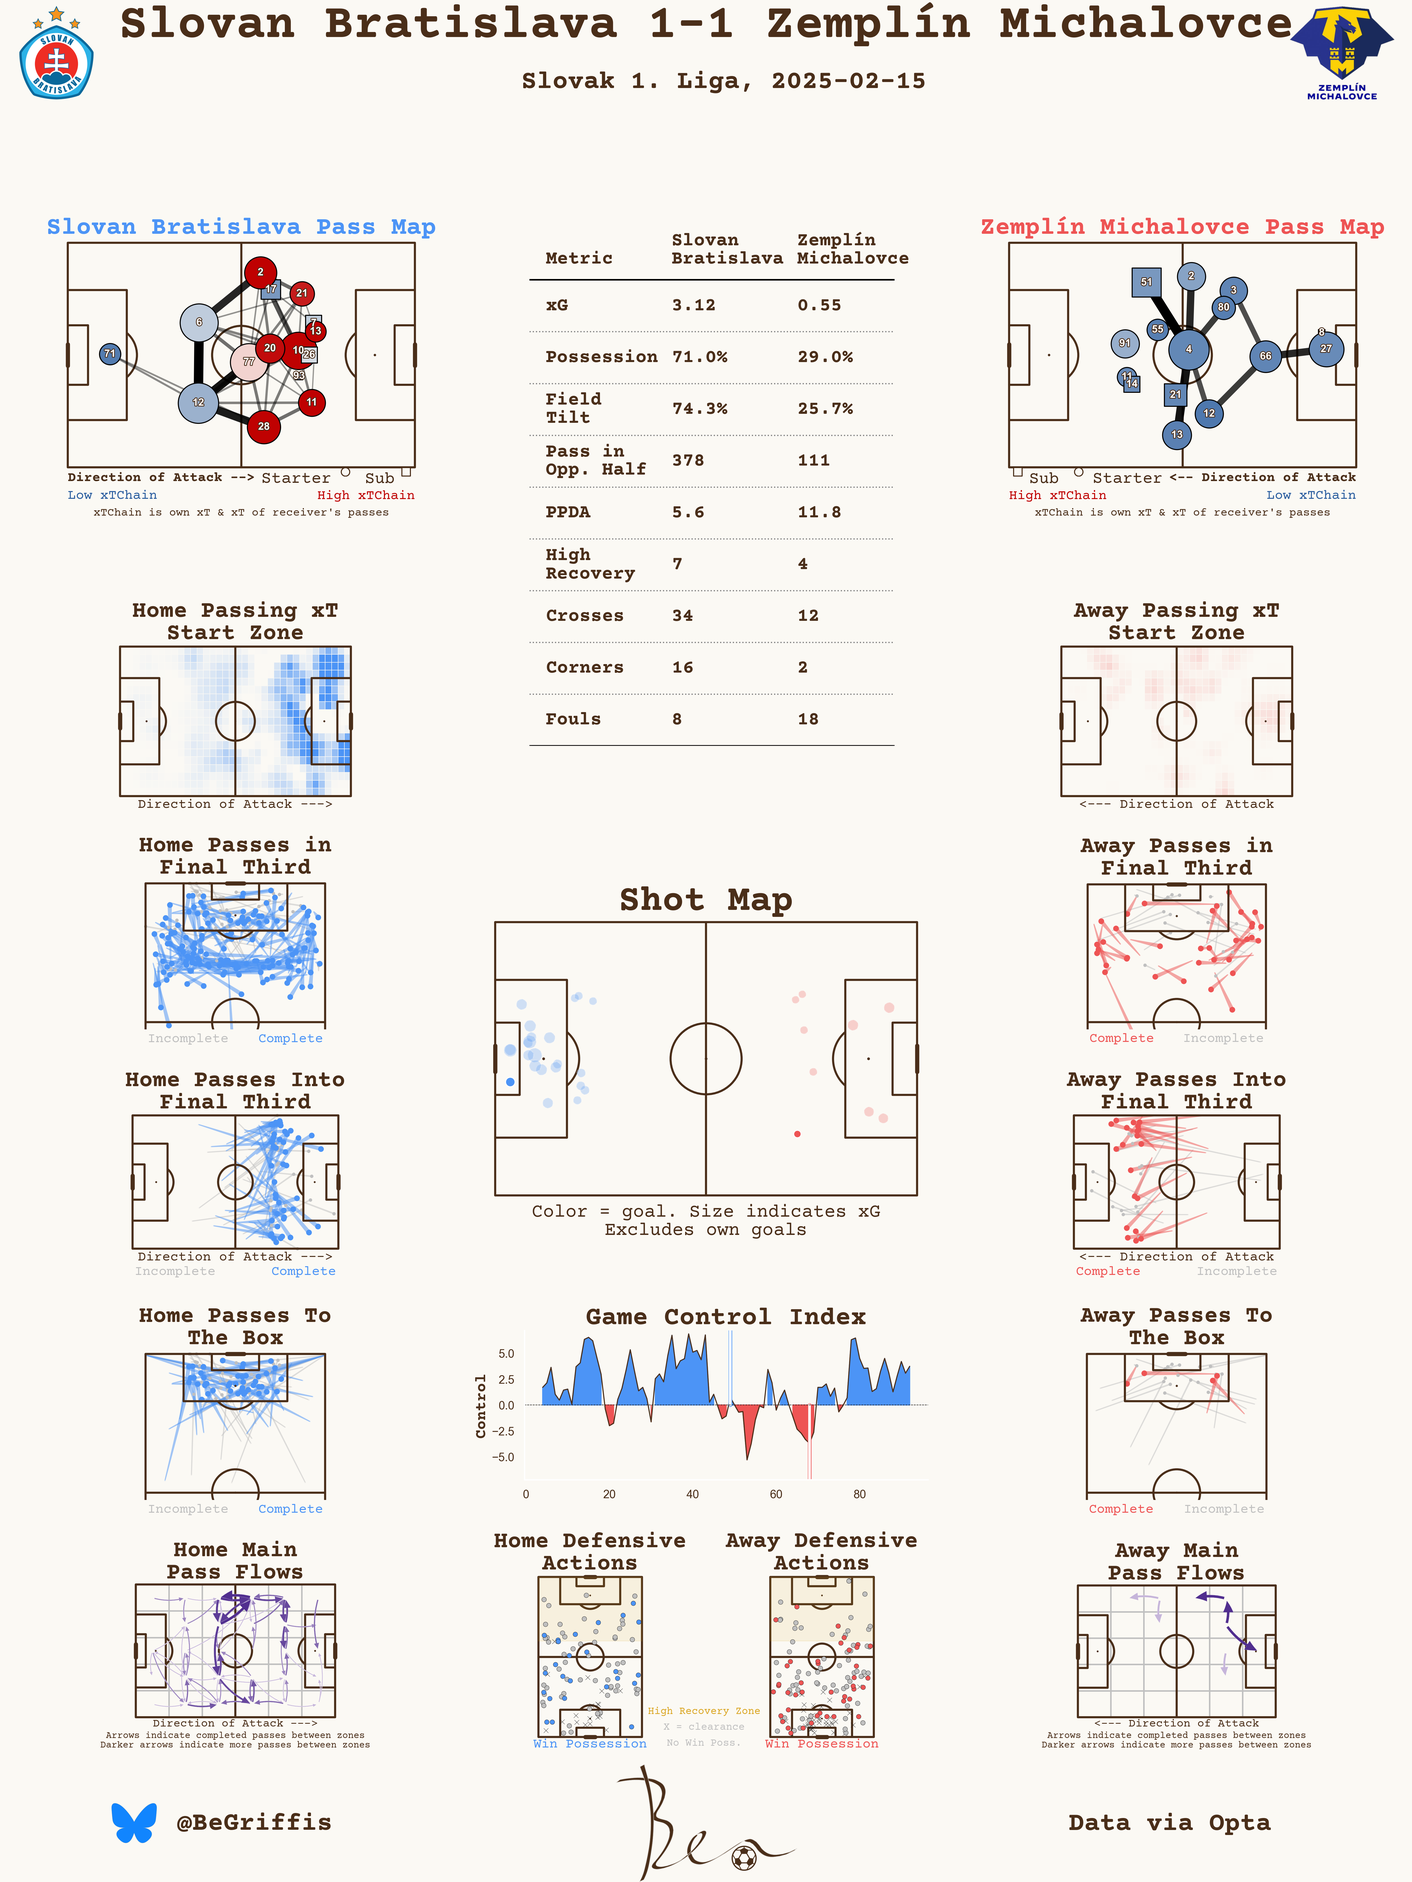 Slovan Bratislava 1-1 Zemplín Michalovce
Slovak 1. Liga, 2025-02-15
SLOVAN
BRATISLAVA
ZEMPLÍN
MICHALOVCE
Slovan Bratislava Pass Map
2
17
21
6
7
13
20
10
26
77
71
93
12
11
28
Direction of Attack --> Starter Sub
Low xTChain High xTChain
xTChain is own xT & xT of receiver's passes
Metric Slovan Bratislava Zemplín Michalovce
xG 3.12 0.55
Possession 71.0% 29.0%
Field Tilt 74.3% 25.7%
Pass in Opp. Half 378 111
PPDA 5.6 11.8
High Recovery 7 4
Crosses 34 12
Corners 16 2
Fouls 8 18
Zemplín Michalovce Pass Map
51
2
3
80
55
8
91
4
27
66
11
14
21
12
13
Sub Starter <-- Direction of Attack
High xTChain Low xTChain
xTChain is own xT & xT of receiver's passes
Home Passing xT
Start Zone
Direction of Attack --->
Away Passing xT
Start Zone
<--- Direction of Attack
Home Passes in
Final Third
Incomplete Complete
Away Passes in
Final Third
Complete Incomplete
Shot Map
Color = goal. Size indicates xG
Excludes own goals
Home Passes Into
Final Third
Direction of Attack --->
Incomplete Complete
Away Passes Into
Final Third
<--- Direction of Attack
Complete Incomplete
Home Passes To
The Box
Incomplete Complete
Game Control Index
Control
5.0
2.5
0.0
−2.5
−5.0
0 20 40 60 80
Away Passes To
The Box
Complete Incomplete
Home Main
Pass Flows
Direction of Attack --->
Arrows indicate completed passes between zones
Darker arrows indicate more passes between zones
Home Defensive
Actions
Win Possession
High Recovery Zone
X = clearance
No Win Poss.
Away Defensive
Actions
Win Possession
Away Main
Pass Flows
<--- Direction of Attack
Arrows indicate completed passes between zones
Darker arrows indicate more passes between zones
@BeGriffis
Ben
Data via Opta